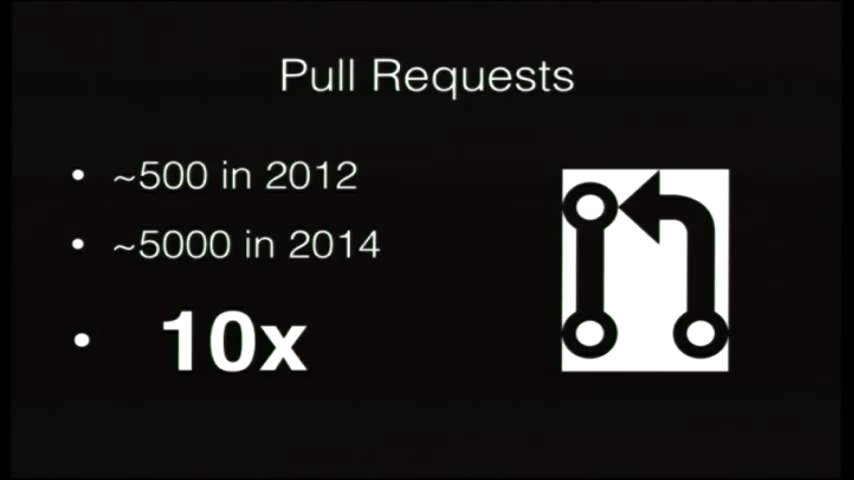 Pull Requests
• ~500 in 2012
• ~5000 in 2014
• 10x